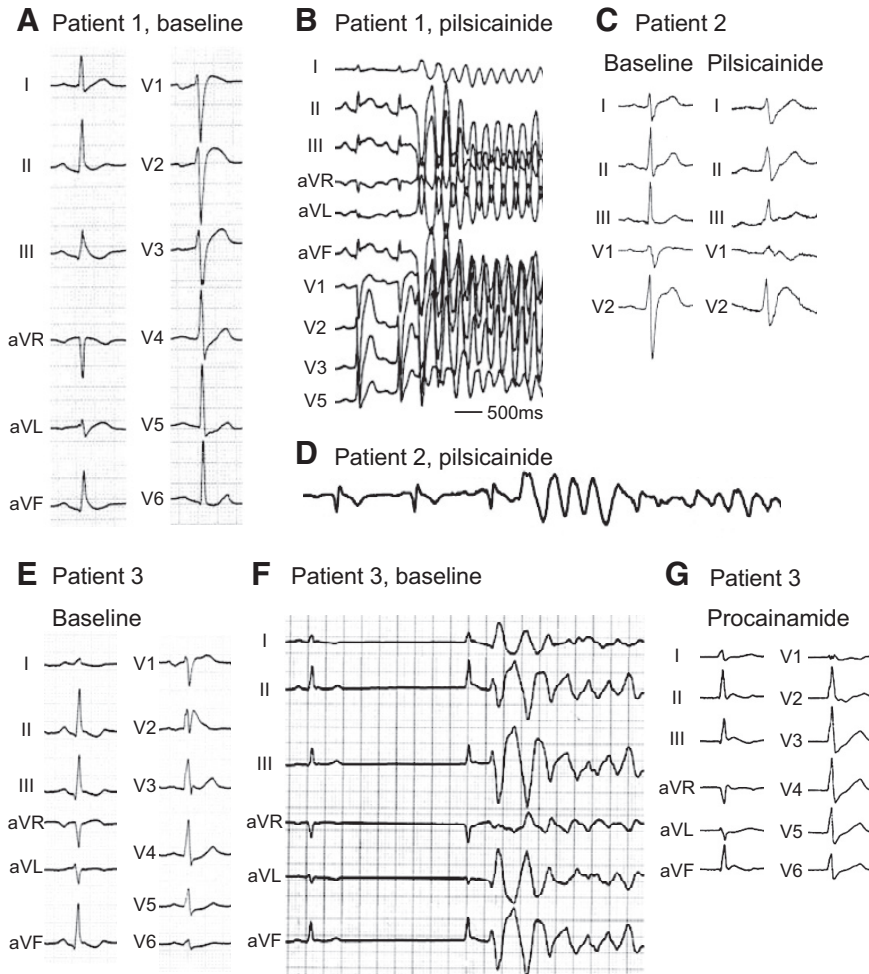 A Patient 1, baseline
I V1
II V2
III V3
aVR V4
aVL V5
aVF V6
B Patient 1, pilsicainide
I
II
III
aVR
aVL
aVF
V1
V2
V3
V5
500ms
C Patient 2
Baseline Pilsicainide
I I
II II
III III
V1 V1
V2 V2
D Patient 2, pilsicainide
E Patient 3
Baseline
I V1
II V2
III V3
aVR
V4
aVL
V5
aVF V6
F Patient 3, baseline
I
II
III
aVR
aVL
aVF
G Patient 3
Procainamide
I V1
II V2
III V3
aVR V4
aVL V5
aVF V6